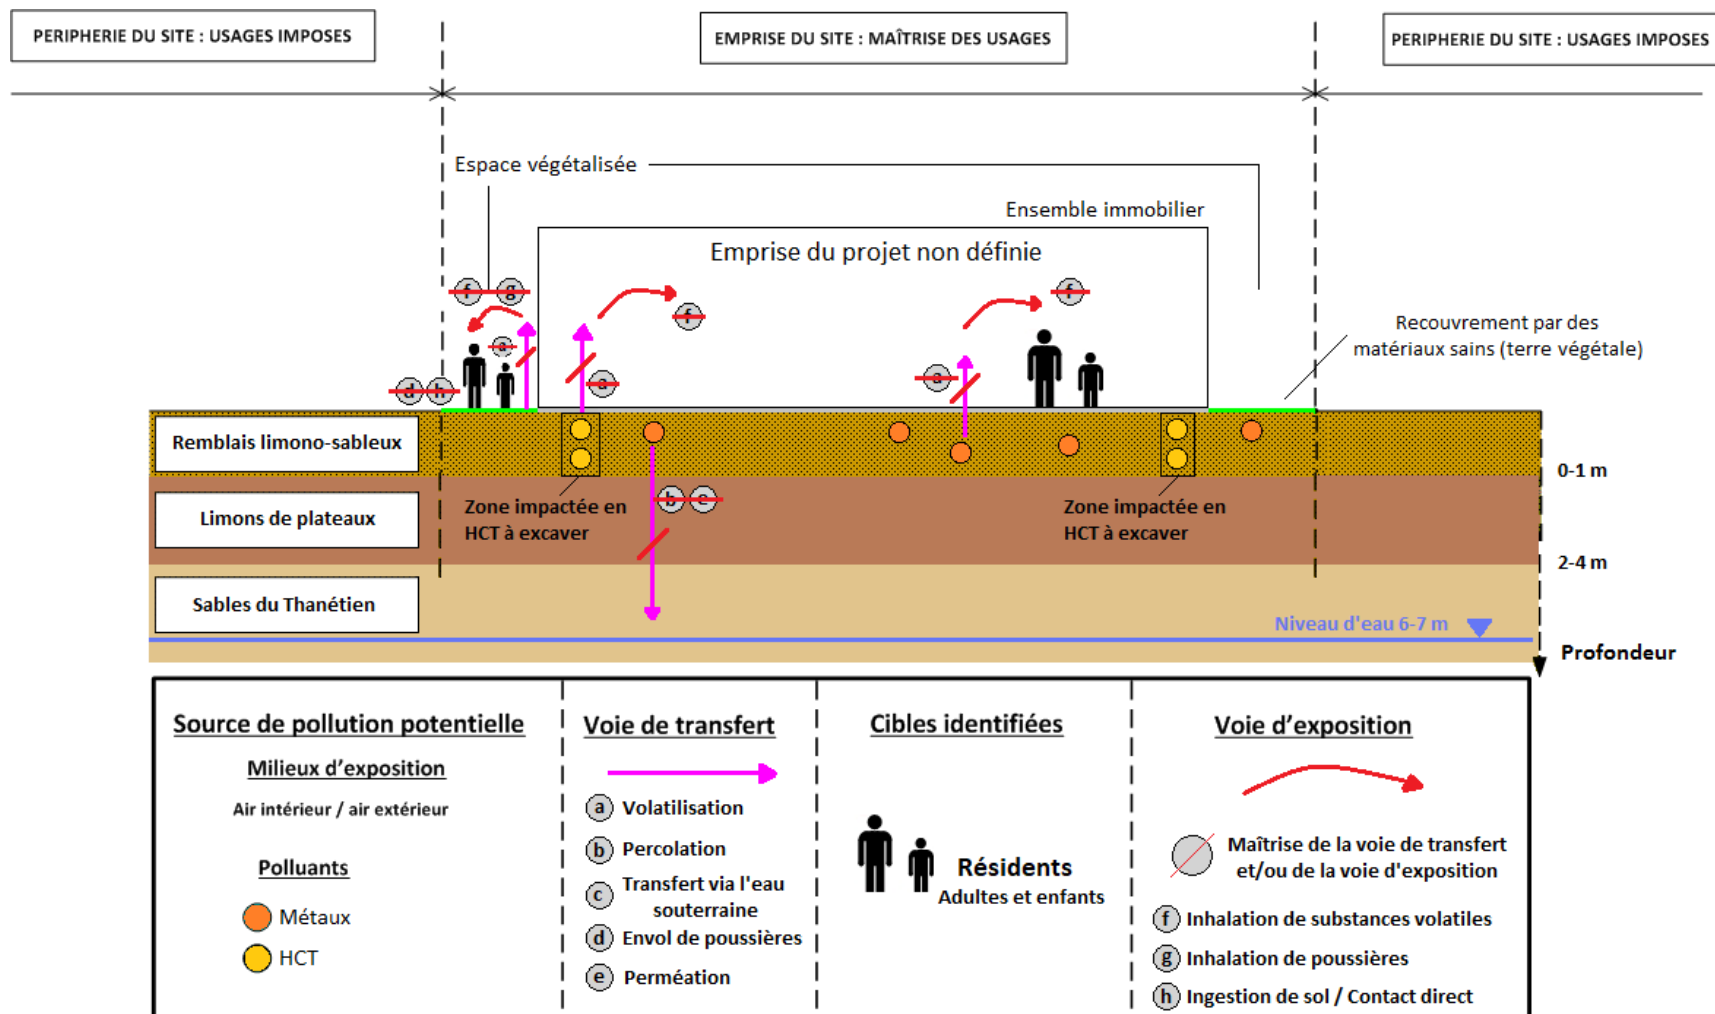 PERIPHERIE DU SITE : USAGES IMPOSES
EMPRISE DU SITE : MAÎTRISE DES USAGES
PERIPHERIE DU SITE : USAGES IMPOSES
Espace végétalisée
Ensemble immobilier
Emprise du projet non définie
f g
f
f
a
a
a
d h
Recouvrement par des
matériaux sains (terre végétale)
Remblais limono-sableux
0-1 m
b e
Zone impactée en
HCT à excaver
Zone impactée en
HCT à excaver
Limons de plateaux
2-4 m
Sables du Thanétien
Niveau d'eau 6-7 m
Profondeur
Source de pollution potentielle
Milieux d'exposition
Air intérieur / air extérieur
Polluants
Métaux
HCT
Voie de transfert
a Volatilisation
b Percolation
c Transfert via l'eau
souterraine
d Envol de poussières
e Perméation
Cibles identifiées
Résidents
Adultes et enfants
Voie d'exposition
Maîtrise de la voie de transfert
et/ou de la voie d'exposition
f Inhalation de substances volatiles
g Inhalation de poussières
h Ingestion de sol / Contact direct